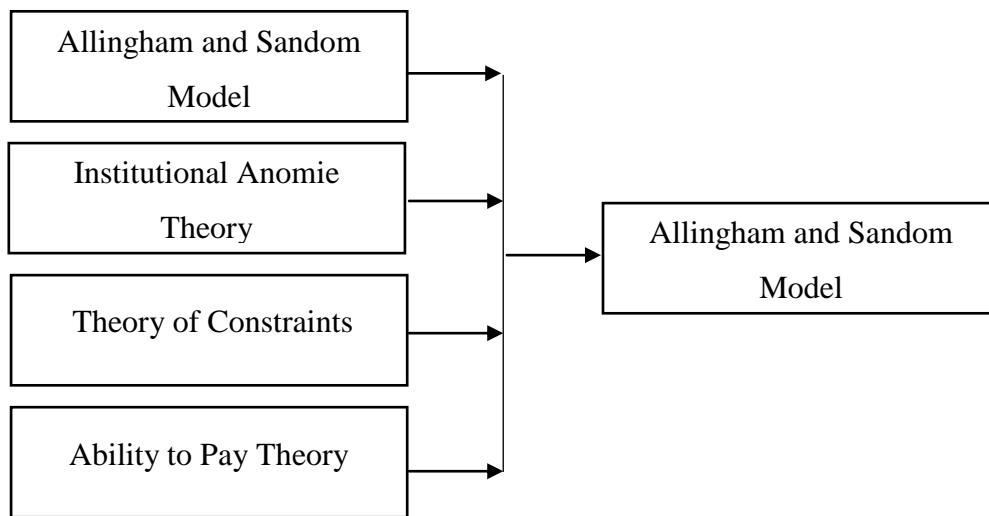 Allingham and Sandom
Model
Institutional Anomie
Theory
Allingham and Sandom
Model
Theory of Constraints
Ability to Pay Theory